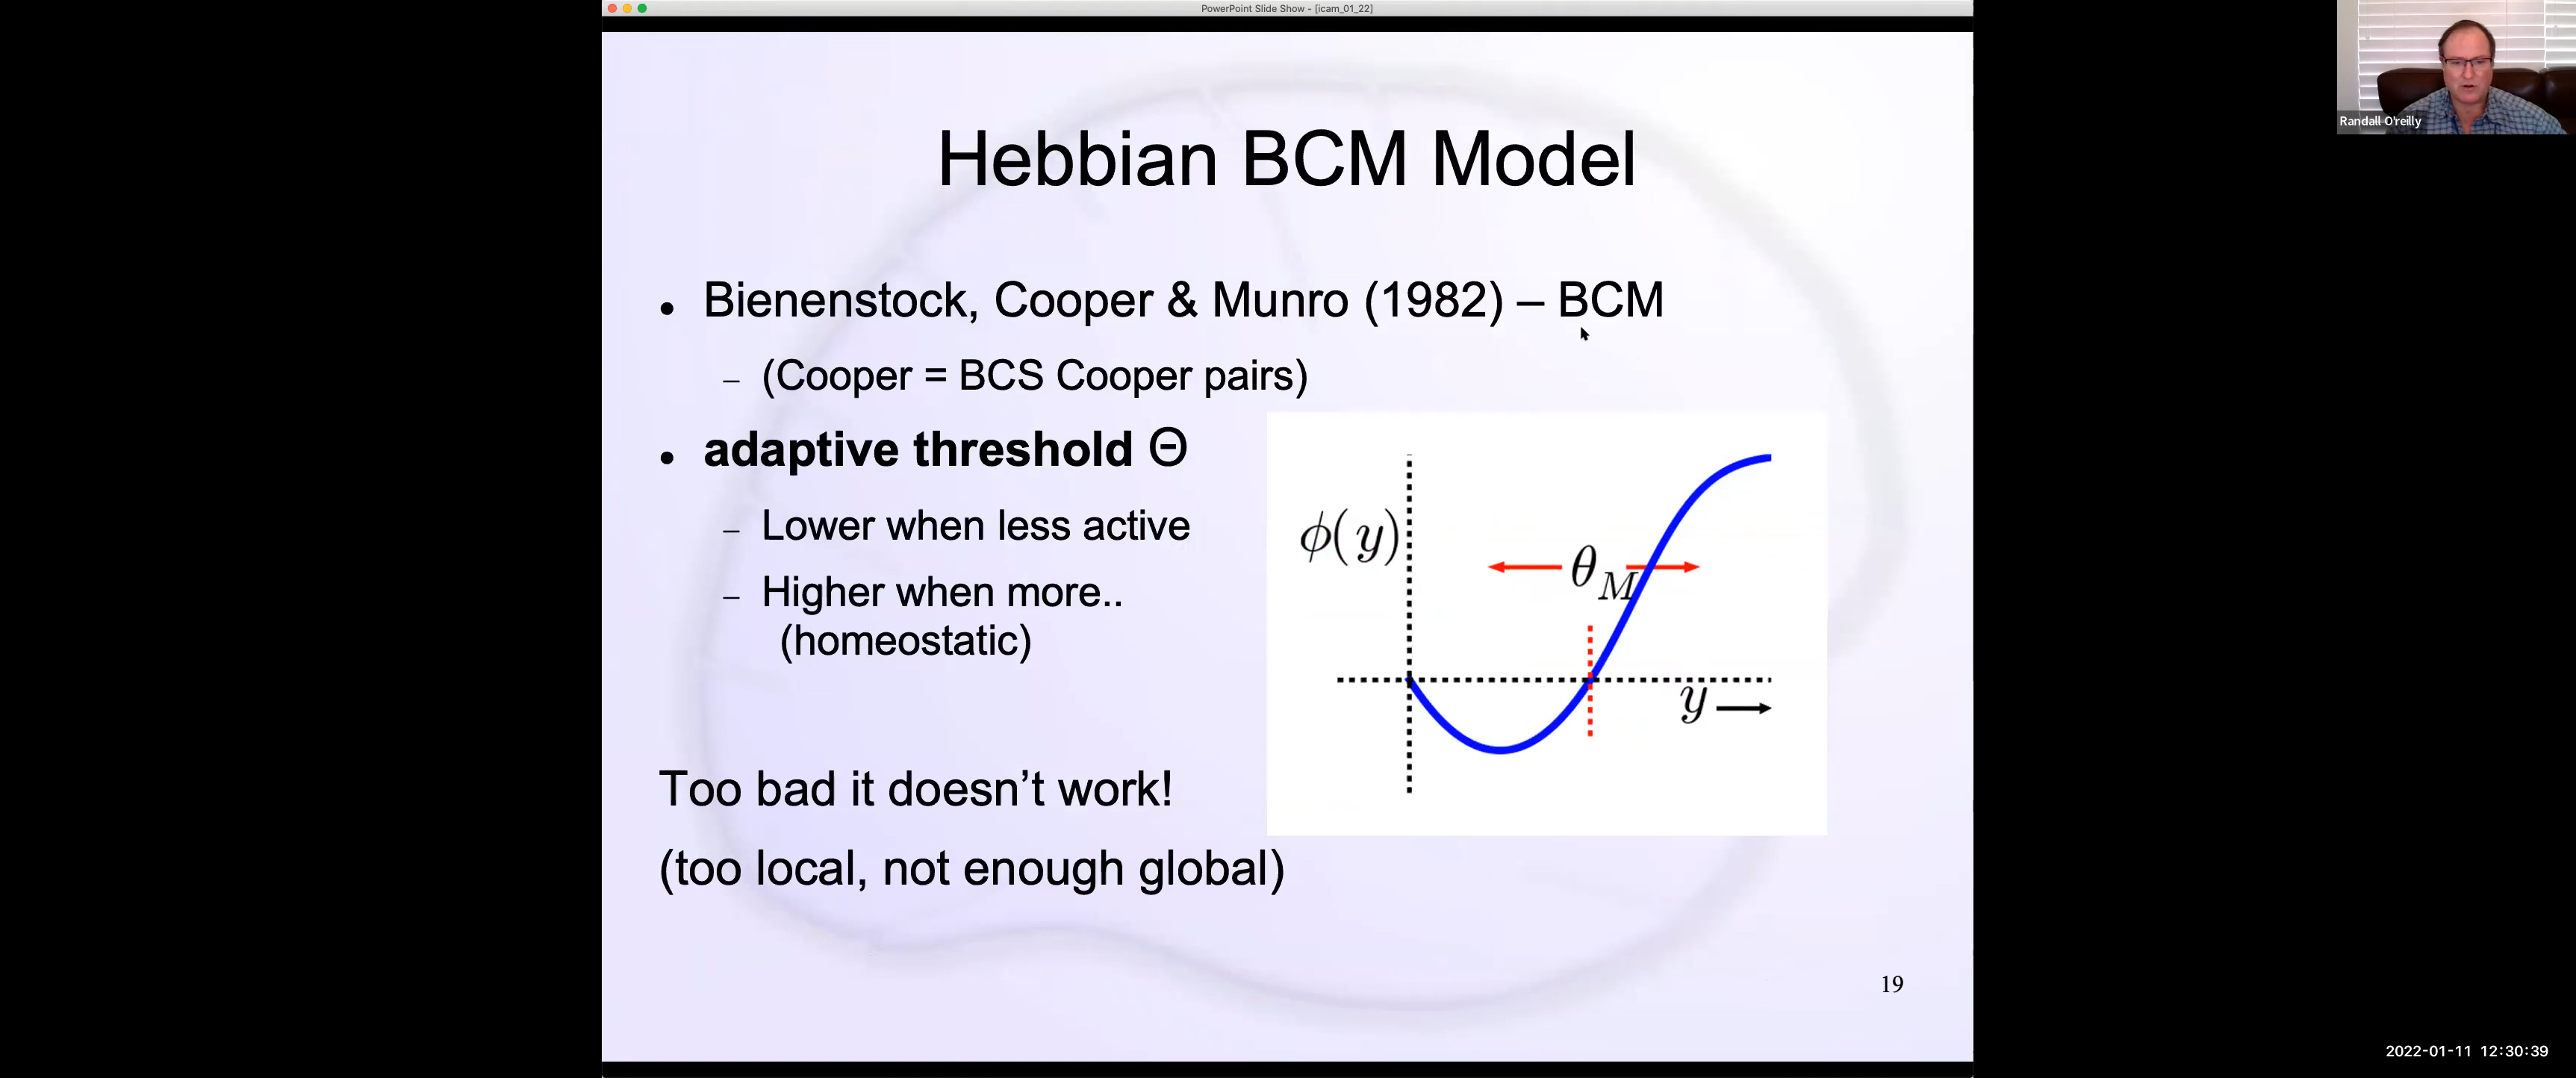 PowerPoint Slide Show - [icam_01_22]
Randall O'reilly
Hebbian BCM Model
• Bienenstock, Cooper & Munro (1982) – BCM
– (Cooper = BCS Cooper pairs)
• adaptive threshold Θ
– Lower when less active
– Higher when more..
(homeostatic)
ϕ(y)
θM
y
Too bad it doesn’t work!
(too local, not enough global)
19
2022-01-11 12:30:39